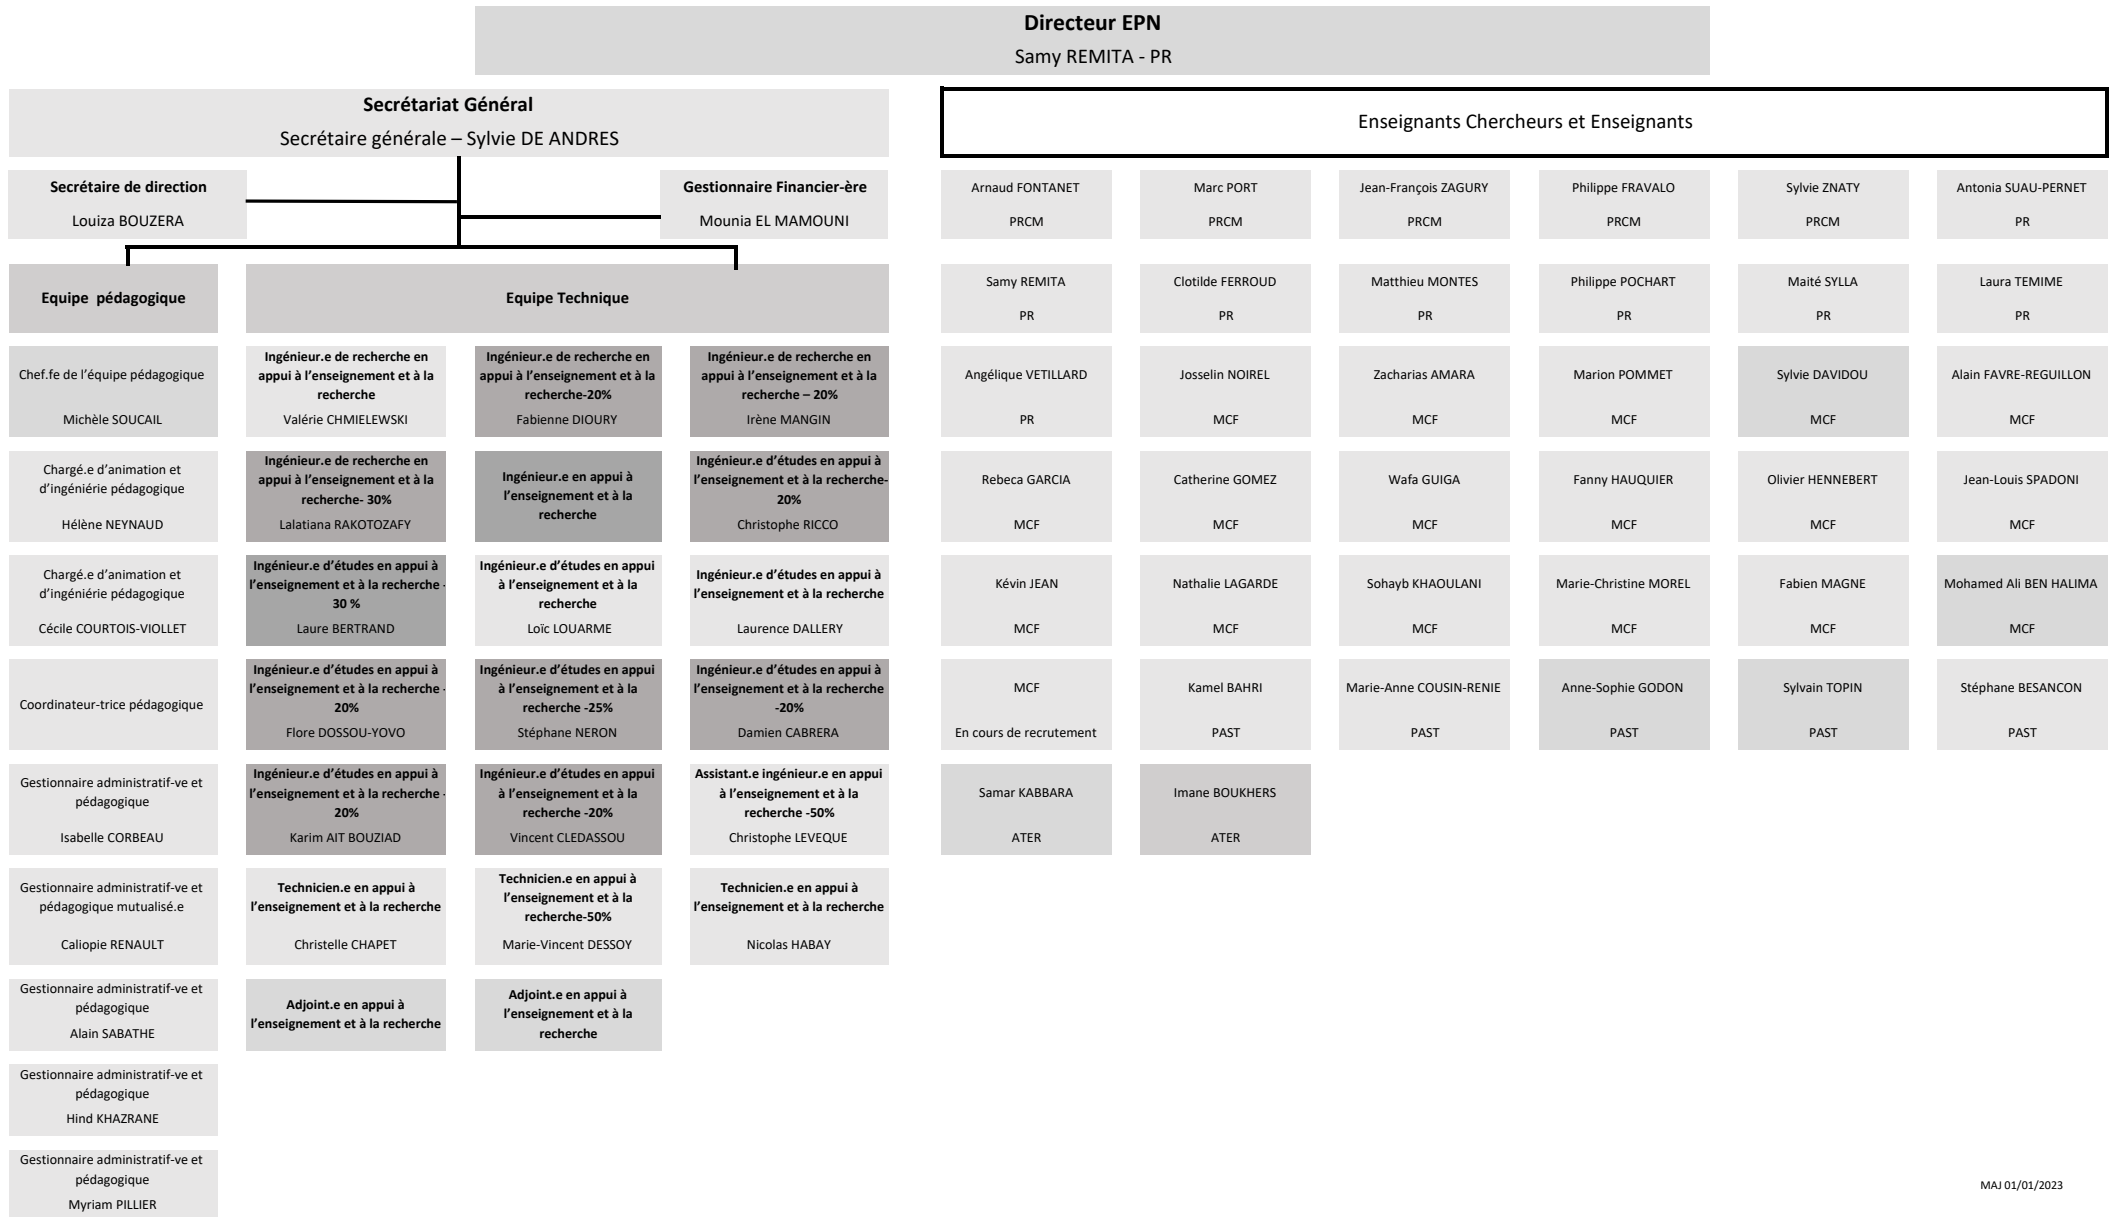 Directeur EPN
Samy REMITA - PR
Secrétariat Général
Secrétaire générale – Sylvie DE ANDRES
Secrétaire de direction
Louiza BOUZERA
Gestionnaire Financier-ère
Mounia EL MAMOUNI
Equipe  pédagogique
Chef.fe de l’équipe pédagogique
Michèle SOUCAIL
Chargé.e d’animation et
d’ingéniérie pédagogique
Hélène NEYNAUD
Chargé.e d’animation et
d’ingéniérie pédagogique
Cécile COURTOIS-VIOLLET
Coordinateur-trice pédagogique
Gestionnaire administratif-ve et
pédagogique
Isabelle CORBEAU
Gestionnaire administratif-ve et
pédagogique mutualisé.e
Caliopie RENAULT
Gestionnaire administratif-ve et
pédagogique
Alain SABATHE
Gestionnaire administratif-ve et
pédagogique
Hind KHAZRANE
Gestionnaire administratif-ve et
pédagogique
Myriam PILLIER
Equipe Technique
Ingénieur.e de recherche en
appui à l’enseignement et à la
recherche
Valérie CHMIELEWSKI
Ingénieur.e de recherche en
appui à l’enseignement et à la
recherche-20%
Fabienne DIOURY
Ingénieur.e de recherche en
appui à l’enseignement et à la
recherche – 20%
Irène MANGIN
Ingénieur.e de recherche en
appui à l’enseignement et à la
recherche- 30%
Lalatiana RAKOTOZAFY
Ingénieur.e en appui à
l’enseignement et à la
recherche
Ingénieur.e d’études en appui à
l’enseignement et à la recherche-
20%
Christophe RICCO
Ingénieur.e d’études en appui à
l’enseignement et à la recherche -
30 %
Laure BERTRAND
Ingénieur.e d’études en appui
à l’enseignement et à la
recherche
Loïc LOUARME
Ingénieur.e d’études en appui à
l’enseignement et à la recherche
Laurence DALLERY
Ingénieur.e d’études en appui à
l’enseignement et à la recherche -
20%
Flore DOSSOU-YOVO
Ingénieur.e d’études en appui
à l’enseignement et à la
recherche -25%
Stéphane NERON
Ingénieur.e d’études en appui à
l’enseignement et à la recherche
-20%
Damien CABRERA
Ingénieur.e d’études en appui à
l’enseignement et à la recherche -
20%
Karim AIT BOUZIAD
Ingénieur.e d’études en appui
à l’enseignement et à la
recherche -20%
Vincent CLEDASSOU
Assistant.e ingénieur.e en appui
à l’enseignement et à la
recherche -50%
Christophe LEVEQUE
Technicien.e en appui à
l’enseignement et à la recherche
Christelle CHAPET
Technicien.e en appui à
l’enseignement et à la
recherche-50%
Marie-Vincent DESSOY
Technicien.e en appui à
l’enseignement et à la recherche
Nicolas HABAY
Adjoint.e en appui à
l’enseignement et à la recherche
Adjoint.e en appui à
l’enseignement et à la
recherche
Enseignants Chercheurs et Enseignants
Arnaud FONTANET
PRCM
Marc PORT
PRCM
Jean-François ZAGURY
PRCM
Philippe FRAVALO
PRCM
Sylvie ZNATY
PRCM
Antonia SUAU-PERNET
PR
Samy REMITA
PR
Clotilde FERROUD
PR
Matthieu MONTES
PR
Philippe POCHART
PR
Maité SYLLA
PR
Laura TEMIME
PR
Angélique VETILLARD
PR
Josselin NOIREL
MCF
Zacharias AMARA
MCF
Marion POMMET
MCF
Sylvie DAVIDOU
MCF
Alain FAVRE-REGUILLON
MCF
Rebeca GARCIA
MCF
Catherine GOMEZ
MCF
Wafa GUIGA
MCF
Fanny HAUQUIER
MCF
Olivier HENNEBERT
MCF
Jean-Louis SPADONI
MCF
Kévin JEAN
MCF
Nathalie LAGARDE
MCF
Sohayb KHAOULANI
MCF
Marie-Christine MOREL
MCF
Fabien MAGNE
MCF
Mohamed Ali BEN HALIMA
MCF
MCF
En cours de recrutement
Kamel BAHRI
PAST
Marie-Anne COUSIN-RENIE
PAST
Anne-Sophie GODON
PAST
Sylvain TOPIN
PAST
Stéphane BESANCON
PAST
Samar KABBARA
ATER
Imane BOUKHERS
ATER
MAJ 01/01/2023